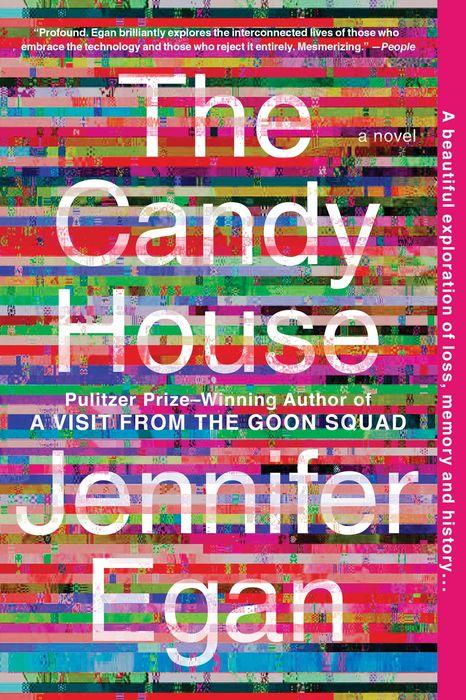 “Profound. Egan brilliantly explores the interconnected lives of those who
embrace the technology and those who reject it entirely. Mesmerizing.” —People
The
a novel
Candy
House
Pulitzer Prize–Winning Author of
A VISIT FROM THE GOON SQUAD
Jennifer
Egan
A beautiful exploration of loss, memory and history...